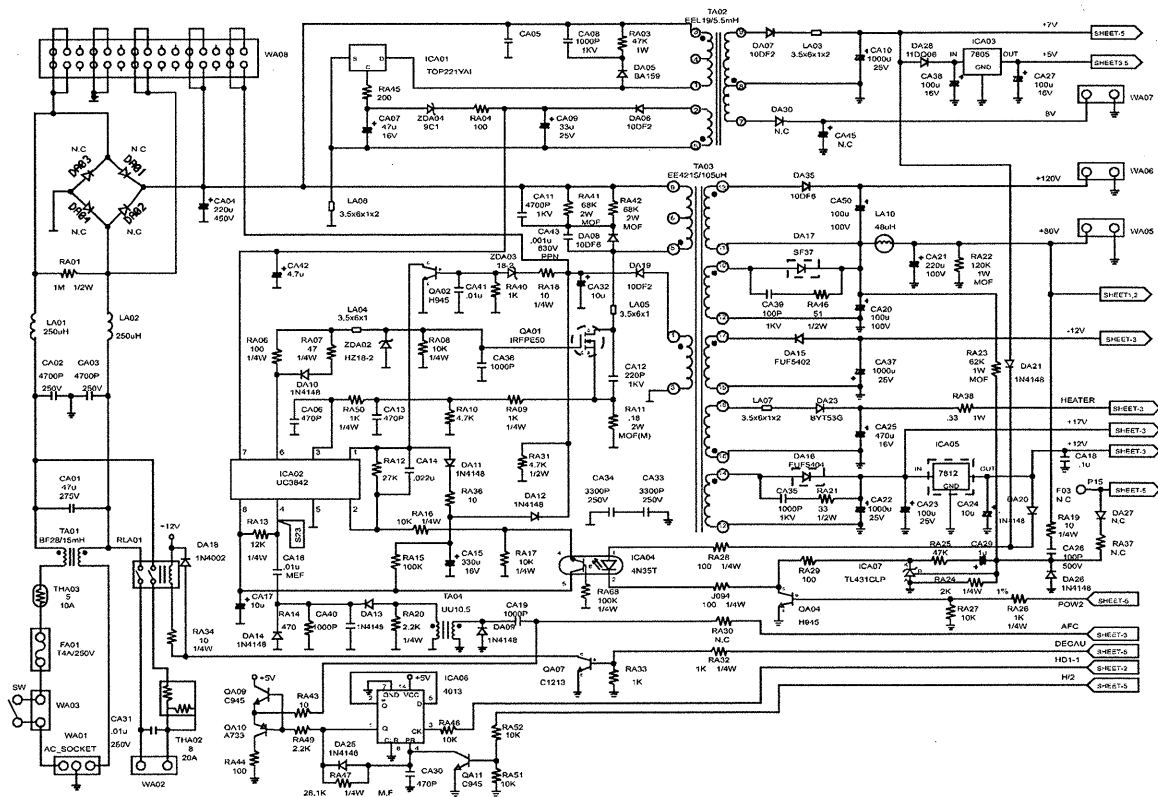 TA02
EEL19/5.5mH
CA05
CA08
1000P
1KV
RA03
47K
1W
DA05
BA159
ICA01
TOP221YAI
S
D
C
RA45
200
CA07
47u
16V
ZDA04
9C1
RA04
100
CA09
33u
25V
DA06
10DF2
DA07
10DF2
LA03
3.5x6x1x2
CA10
1000u
25V
DA28
11DQ06
ICA03
7805
IN
OUT
GND
CA38
100u
16V
CA27
100u
16V
+7V
SHEET-5
+5V
WA07
8V
DA30
N.C
CA45
N.C
WA08
N.C
N.C
DA03
DA01
DA04
DA02
N.C
N.C
CA04
220u
450V
LA08
3.5x6x1x2
TA03
EE4215/105uH
CA11
4700P
1KV
RA41
68K
2W
MOF
RA42
68K
2W
MOF
CA43
.001u
630V
PPN
DA08
10DF6
DA35
10DF6
CA50
100u
100V
LA10
48uH
+120V
WA06
+80V
WA05
DA17
SF37
CA21
220u
100V
RA22
120K
1W
MOF
CA39
100P
1KV
RA46
51
1/2W
CA20
100u
100V
SHEET1,2
RA01
1M
1/2W
LA01
250uH
LA02
250uH
CA02
4700P
250V
CA03
4700P
250V
CA42
4.7u
QA02
H945
CA41
.01u
ZDA03
18-2
RA40
1K
RA18
10
1/4W
CA32
10u
DA19
10DF2
LA05
3.5x6x1
LA04
3.5x6x1
RA06
100
1/4W
RA07
47
1/4W
ZDA02
HZ18-2
RA08
10K
1/4W
QA01
IRFPE50
CA36
1000P
CA12
220P
1KV
DA10
1N4148
CA06
470P
RA50
1K
1/4W
CA13
470P
RA10
4.7K
RA09
1K
1/4W
RA11
.18
2W
MOF(M)
DA15
FUF5402
CA37
1000u
25V
-12V
SHEET-3
RA23
62K
1W
MOF
DA21
1N4148
LA07
3.5x6x1x2
DA23
BYT53G
RA38
.33
1W
HEATER
SHEET-3
+17V
SHEET-3
+12V
SHEET-3
CA25
470u
16V
ICA05
7812
IN
OUT
GND
CA18
.1u
ICA02
UC3842
RA12
27K
CA14
.022u
DA11
1N4148
RA36
10
RA31
4.7K
1/4W
DA12
1N4148
CA34
3300P
250V
CA33
3300P
250V
DA16
FUF5404
CA35
1000P
1KV
RA21
33
1/2W
CA22
1000u
25V
CA23
100u
25V
CA24
10u
DA20
1N4148
F03
N.C
P15
SHEET-5
DA27
N.C
RA37
N.C
CA01
47u
275V
TA01
BF28/15mH
RLA01
+12V
DA18
1N4002
RA13
12K
1/4W
S23
CA16
.01u
MEF
RA16
10K
1/4W
RA15
100K
CA15
330u
16V
RA17
10K
1/4W
ICA04
4N35T
RA28
100
1/4W
RA29
100
RA25
47K
CA29
1u
RA19
10
1/4W
CA26
100P
500V
DA26
1N4148
ICA07
TL431CLP
RA24
2K
1/4W
1%
RA68
100K
1/4W
J094
100
1/4W
QA04
H945
RA27
10K
RA26
1K
1/4W
POW2
SHEET-6
THA03
5
10A
FA01
T4A/250V
SW
WA03
WA01
AC_SOCKET
WA02
CA31
.01u
250V
THA02
8
20A
RA34
10
1/4W
CA17
10u
DA14
1N4148
RA14
470
CA40
1000P
DA13
1N4148
RA20
2.2K
1/4W
TA04
UU10.5
DA09
1N4148
CA19
1000P
RA30
N.C
AFC
SHEET-3
DEGAU
SHEET-5
RA32
1K
1/4W
HD1-1
SHEET-2
H/2
SHEET-5
QA07
C1213
RA33
1K
+5V
QA09
C945
QA10
A733
RA43
10
RA49
2.2K
RA44
100
+5V
ICA06
4013
GND
VCC
Q
D
Q
CK
CLR
PR
RA48
10K
RA52
10K
RA51
10K
DA25
1N4148
RA47
28.1K
1/4W
M.F
CA30
470P
QA11
C945